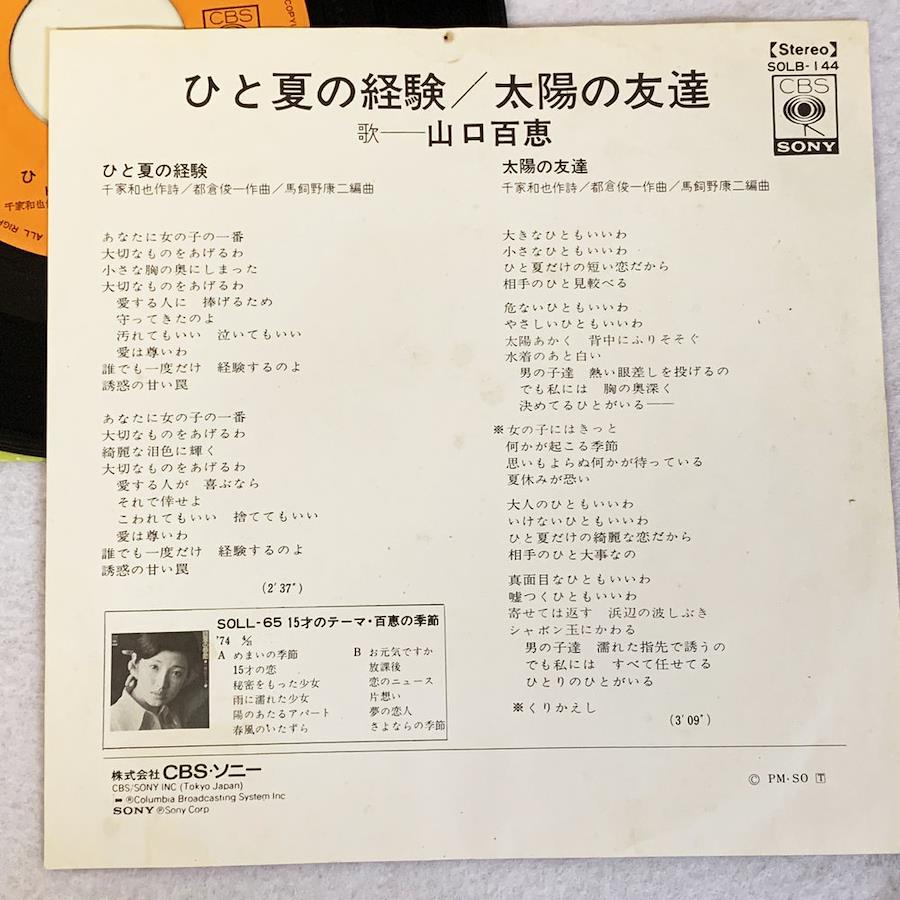 CBS
ひ
千家和也作
ALL RIGH
【Stereo】
SOLB-144
CBS
SONY
ひと夏の経験／太陽の友達
歌──山口百恵
ひと夏の経験
千家和也作詩／都倉俊一作曲／馬飼野康二編曲
あなたに女の子の一番
大切なものをあげるわ
小さな胸の奥にしまった
大切なものをあげるわ
愛する人に　捧げるため
守ってきたのよ
汚れてもいい　泣いてもいい
愛は尊いわ
誰でも一度だけ　経験するのよ
誘惑の甘い罠
あなたに女の子の一番
大切なものをあげるわ
綺麗な泪色に輝く
大切なものをあげるわ
愛する人が　喜ぶなら
それで倖せよ
こわれてもいい　捨ててもいい
愛は尊いわ
誰でも一度だけ　経験するのよ
誘惑の甘い罠
(2′37″)
太陽の友達
千家和也作詩／都倉俊一作曲／馬飼野康二編曲
大きなひともいいわ
小さなひともいいわ
ひと夏だけの短い恋だから
相手のひと見較べる
危ないひともいいわ
やさしいひともいいわ
太陽あかく　背中にふりそそぐ
水着のあと白い
男の子達　熱い眼差しを投げるの
でも私には　胸の奥深く
決めてるひとがいる──
※女の子にはきっと
何かが起こる季節
思いもよらぬ何かが待っている
夏休みが恐い
大人のひともいいわ
いけないひともいいわ
ひと夏だけの綺麗な恋だから
相手のひと大事なの
真面目なひともいいわ
嘘つくひともいいわ
寄せては返す　浜辺の波しぶき
シャボン玉にかわる
男の子達　濡れた指先で誘うの
でも私には　すべて任せてる
ひとりのひとがいる
※くりかえし
(3′09″)
SOLL-65 15才のテーマ・百恵の季節
'74
A めまいの季節
15才の恋
秘密をもった少女
雨に濡れた少女
陽のあたるアパート
春風のいたずら
B お元気ですか
放課後
恋のニュース
片想い
夢の恋人
さよならの季節
株式会社 CBS・ソニー
CBS/SONY INC (Tokyo Japan)
®Columbia Broadcasting System Inc
SONY ®Sony Corp
© PM・SO T